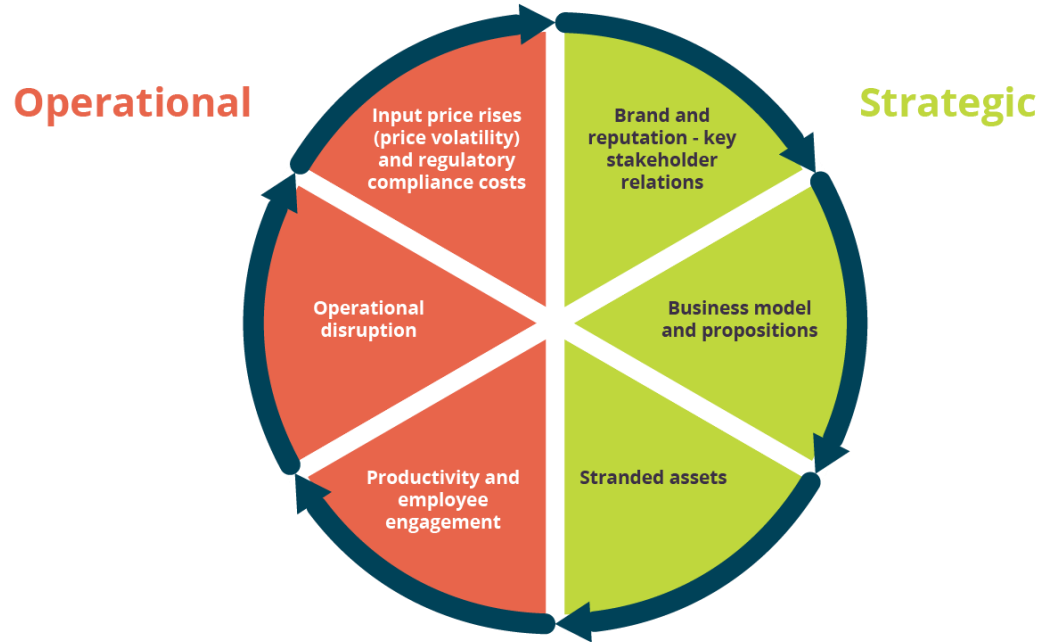 Operational
Strategic
Input price rises
(price volatility)
and regulatory
compliance costs
Brand and
reputation - key
stakeholder
relations
Operational
disruption
Business model
and propositions
Productivity and
employee
engagement
Stranded assets